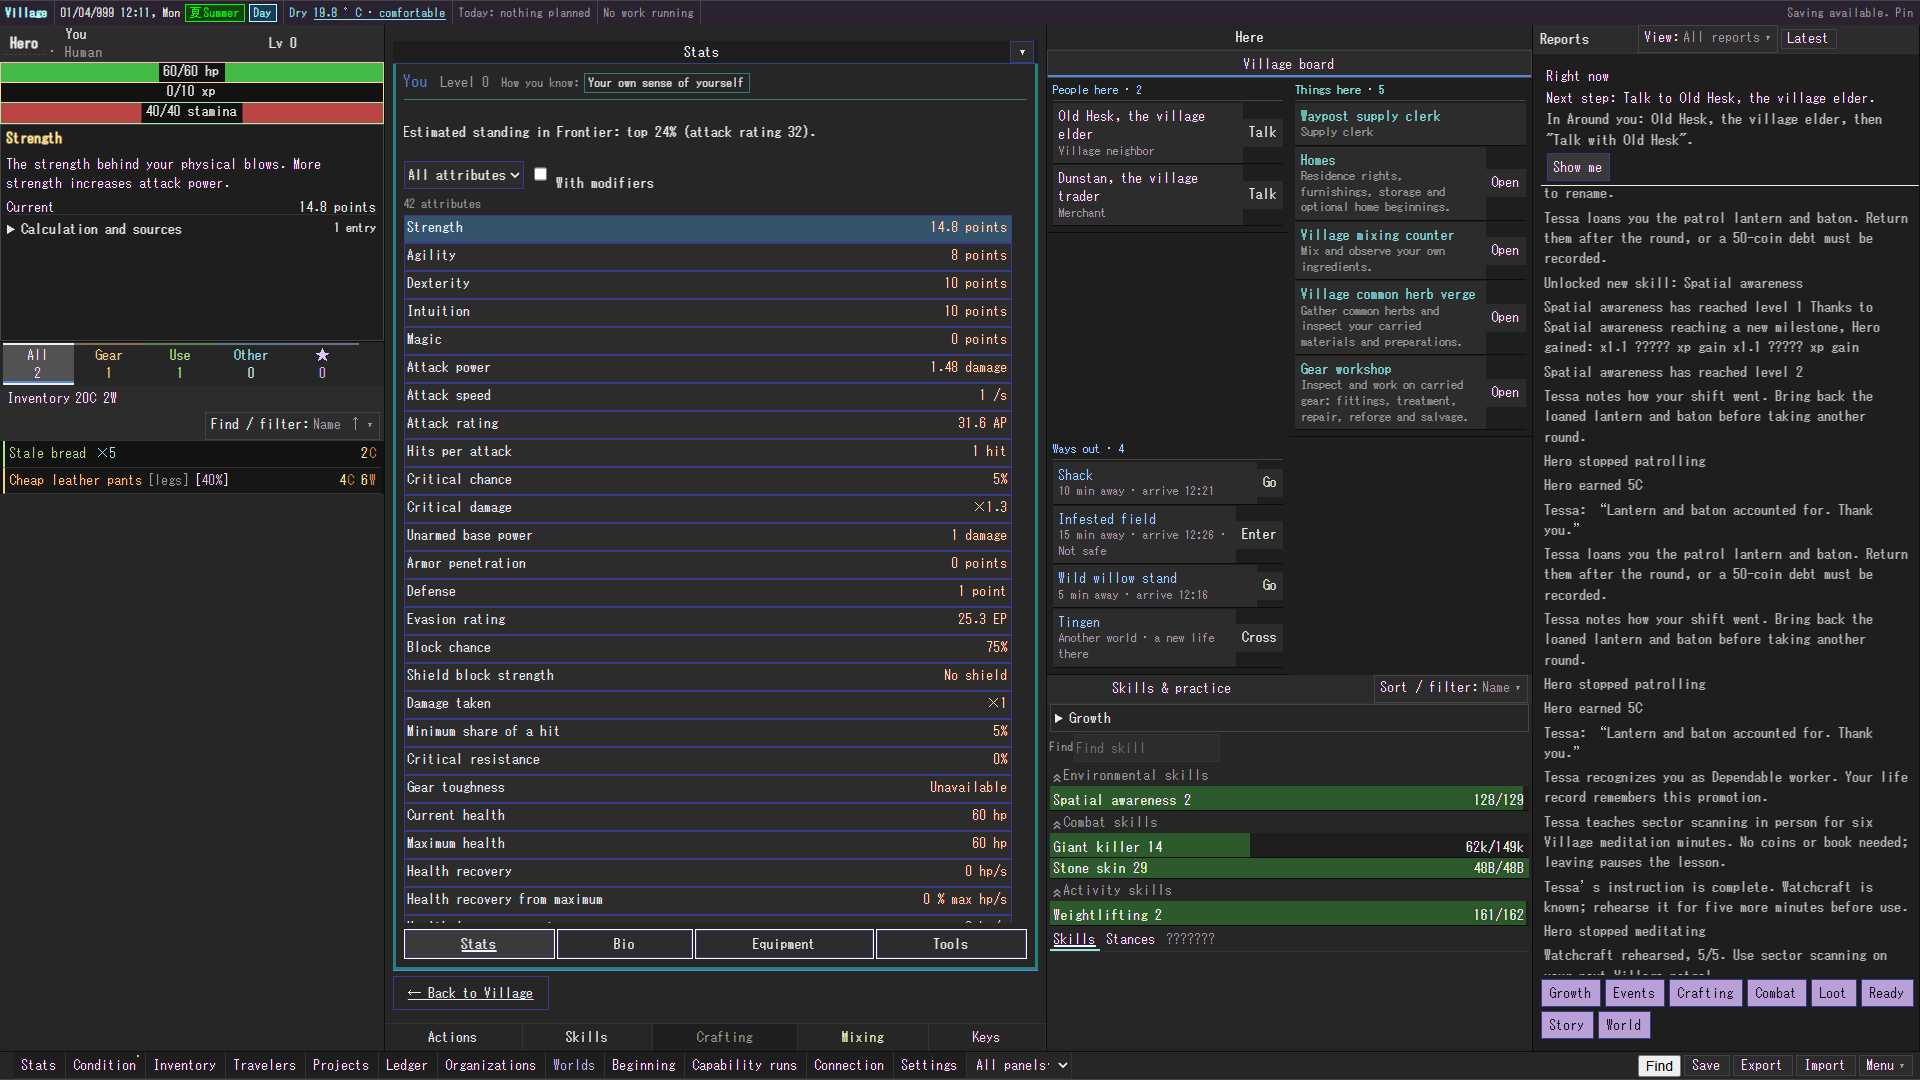 Village 01/04/999 12:11, Mon 夏Summer Day Dry 19.8 ° C · comfortable Today: nothing planned No work running Saving available. Pin
Hero · You Lv 0
Human
60/60 hp
0/10 xp
40/40 stamina
Strength
The strength behind your physical blows. More
strength increases attack power.
Current 14.8 points
▶ Calculation and sources 1 entry
All Gear Use Other ★
2 1 1 0 0
Inventory 20C 2W
Find / filter: Name ↑ ▾
Stale bread ×5 2C
Cheap leather pants [legs] [40%] 4C 6W
Stats ▾
You Level 0 How you know: Your own sense of yourself
Estimated standing in Frontier: top 24% (attack rating 32).
All attributes With modifiers
42 attributes
Strength 14.8 points
Agility 8 points
Dexterity 10 points
Intuition 10 points
Magic 0 points
Attack power 1.48 damage
Attack speed 1 /s
Attack rating 31.6 AP
Hits per attack 1 hit
Critical chance 5%
Critical damage ×1.3
Unarmed base power 1 damage
Armor penetration 0 points
Defense 1 point
Evasion rating 25.3 EP
Block chance 75%
Shield block strength No shield
Damage taken ×1
Minimum share of a hit 5%
Critical resistance 0%
Gear toughness Unavailable
Current health 60 hp
Maximum health 60 hp
Health recovery 0 hp/s
Health recovery from maximum 0 % max hp/s
Stats Bio Equipment Tools
← Back to Village
Actions Skills Crafting Mixing Keys
Here
Village board
People here · 2
Old Hesk, the village
elder
Village neighbor
Talk
Dunstan, the village
trader
Merchant
Talk
Things here · 5
Waypost supply clerk
Supply clerk
Homes
Residence rights,
furnishings, storage and
optional home beginnings.
Open
Village mixing counter
Mix and observe your own
ingredients.
Open
Village common herb verge
Gather common herbs and
inspect your carried
materials and preparations.
Open
Gear workshop
Inspect and work on carried
gear: fittings, treatment,
repair, reforge and salvage.
Open
Ways out · 4
Shack
10 min away · arrive 12:21
Go
Infested field
15 min away · arrive 12:26 ·
Not safe
Enter
Wild willow stand
5 min away · arrive 12:16
Go
Tingen
Another world · a new life
there
Cross
Skills & practice Sort / filter: Name ▾
▶ Growth
Find Find skill
Environmental skills
Spatial awareness 2 128/129
Combat skills
Giant killer 14 62k/149k
Stone skin 29 48B/48B
Activity skills
Weightlifting 2 161/162
Skills Stances ???????
Reports View: All reports ▾ Latest
Right now
Next step: Talk to Old Hesk, the village elder.
In Around you: Old Hesk, the village elder, then
"Talk with Old Hesk".
Show me
to rename.
Tessa loans you the patrol lantern and baton. Return
them after the round, or a 50-coin debt must be
recorded.
Unlocked new skill: Spatial awareness
Spatial awareness has reached level 1 Thanks to
Spatial awareness reaching a new milestone, Hero
gained: x1.1 ????? xp gain x1.1 ????? xp gain
Spatial awareness has reached level 2
Tessa notes how your shift went. Bring back the
loaned lantern and baton before taking another
round.
Hero stopped patrolling
Hero earned 5C
Tessa: “Lantern and baton accounted for. Thank
you.”
Tessa loans you the patrol lantern and baton. Return
them after the round, or a 50-coin debt must be
recorded.
Tessa notes how your shift went. Bring back the
loaned lantern and baton before taking another
round.
Hero stopped patrolling
Hero earned 5C
Tessa: “Lantern and baton accounted for. Thank
you.”
Tessa recognizes you as Dependable worker. Your life
record remembers this promotion.
Tessa teaches sector scanning in person for six
Village meditation minutes. No coins or book needed;
leaving pauses the lesson.
Tessa’s instruction is complete. Watchcraft is
known; rehearse it for five more minutes before use.
Hero stopped meditating
Watchcraft rehearsed, 5/5. Use sector scanning on
Growth Events Crafting Combat Loot Ready
Story World
Stats Condition Inventory Travelers Projects Ledger Organizations Worlds Beginning Capability runs Connection Settings All panels Find Save Export Import Menu ▾